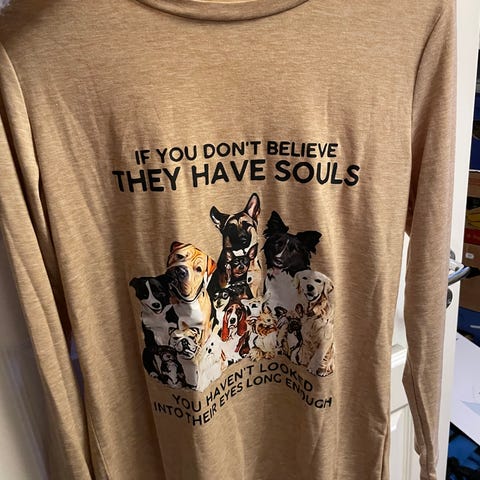 IF YOU DON'T BELIEVE
THEY HAVE SOULS
YOU HAVEN'T LOOKED
INTO THEIR EYES LONG ENOUGH